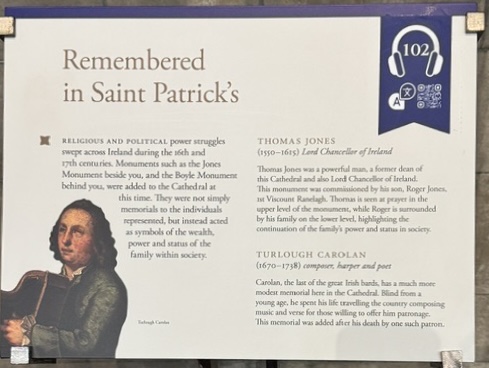 Remembered
in Saint Patrick's
102
RELIGIOUS AND POLITICAL power struggles
swept across Ireland during the 16th and
17th centuries. Monuments such as the Jones
Monument beside you, and the Boyle Monument
behind you, were added to the Cathedral at
this time. They were not simply
memorials to the individuals
represented, but instead acted
as symbols of the wealth,
power and status of the
family within society.
Turlough Carolan
THOMAS JONES
(1550–1615) Lord Chancellor of Ireland
Thomas Jones was a powerful man, a former dean of
this Cathedral and also Lord Chancellor of Ireland.
This monument was commissioned by his son, Roger Jones,
1st Viscount Ranelagh. Thomas is seen at prayer in the
upper level of the monument, while Roger is surrounded
by his family on the lower level, highlighting the
continuation of the family's power and status in society.
TURLOUGH CAROLAN
(1670–1738) composer, harper and poet
Carolan, the last of the great Irish bards, has a much more
modest memorial here in the Cathedral. Blind from a
young age, he spent his life travelling the country composing
music and verse for those willing to offer him patronage.
This memorial was added after his death by one such patron.
A 文